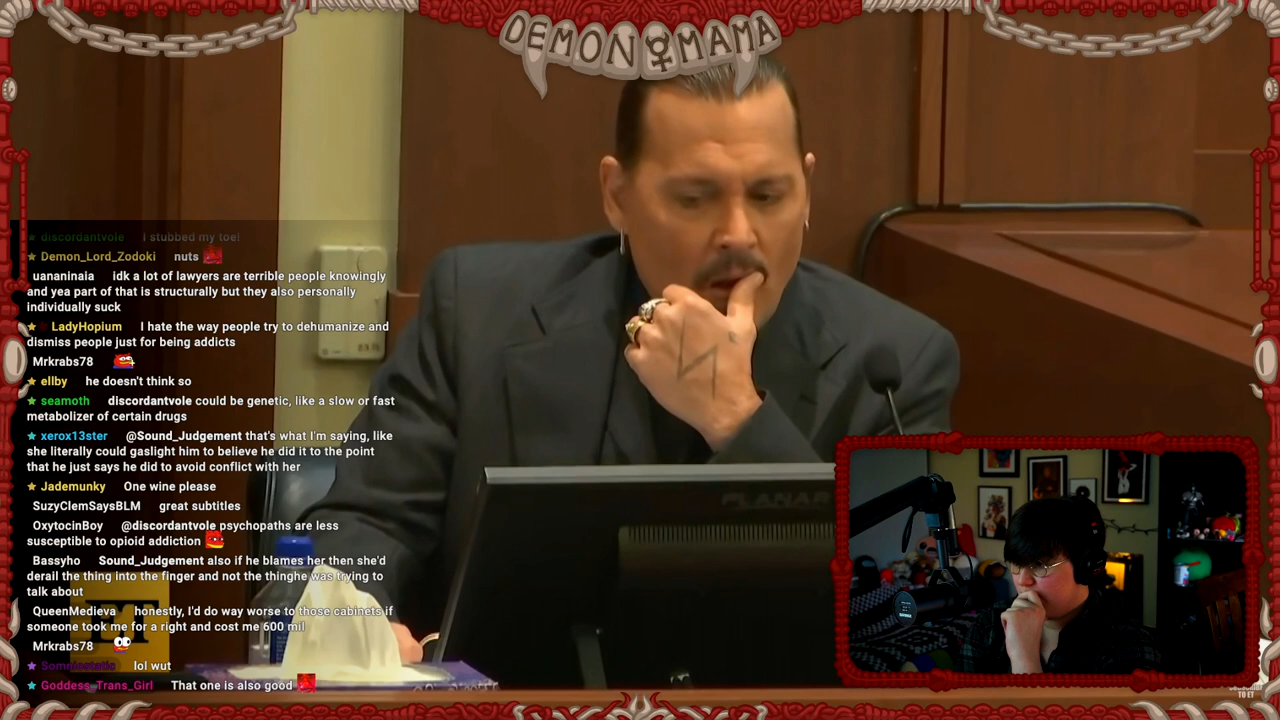 DEMON MAMA
discordantvole i stubbed my toe!
Demon_Lord_Zodoki nuts
uananinaia idk a lot of lawyers are terrible people knowingly
and yea part of that is structurally but they also personally
individually suck
LadyHopium I hate the way people try to dehumanize and
dismiss people just for being addicts
Mrkrabs78
ellby he doesn't think so
seamoth discordantvole could be genetic, like a slow or fast
metabolizer of certain drugs
xerox13ster @Sound_Judgement that's what I'm saying, like
she literally could gaslight him to believe he did it to the point
that he just says he did to avoid conflict with her
Jademunky One wine please
SuzyClemSaysBLM great subtitles
OxytocinBoy @discordantvole psychopaths are less
susceptible to opioid addiction
Bassyho Sound_Judgement also if he blames her then she'd
derail the thing into the finger and not the thinghe was trying to
talk about
QueenMedieva honestly, I'd do way worse to those cabinets if
someone took me for a right and cost me 600 mil
Mrkrabs78
Somniostatic lol wut
Goddess_Trans_Girl That one is also good
PLANAR
TO ET